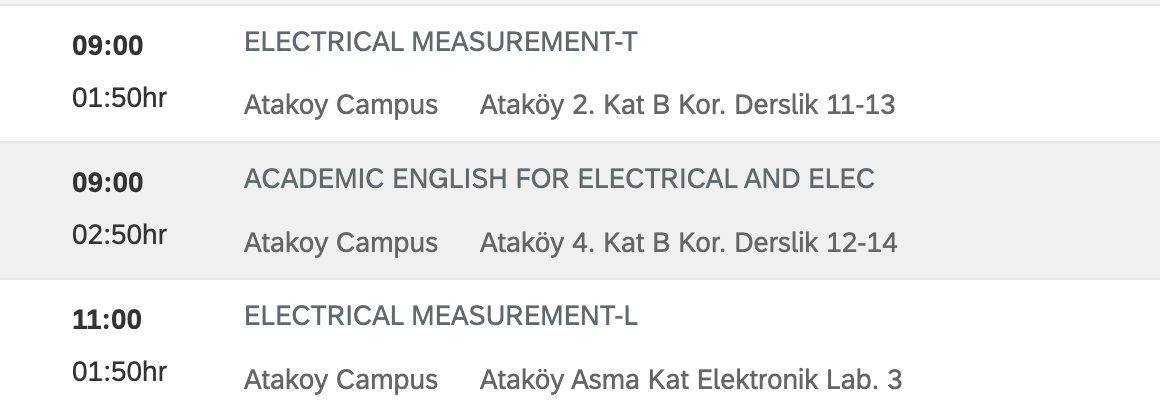 09:00 ELECTRICAL MEASUREMENT-T
01:50hr Atakoy Campus Ataköy 2. Kat B Kor. Derslik 11-13
09:00 ACADEMIC ENGLISH FOR ELECTRICAL AND ELEC
02:50hr Atakoy Campus Ataköy 4. Kat B Kor. Derslik 12-14
11:00 ELECTRICAL MEASUREMENT-L
01:50hr Atakoy Campus Ataköy Asma Kat Elektronik Lab. 3